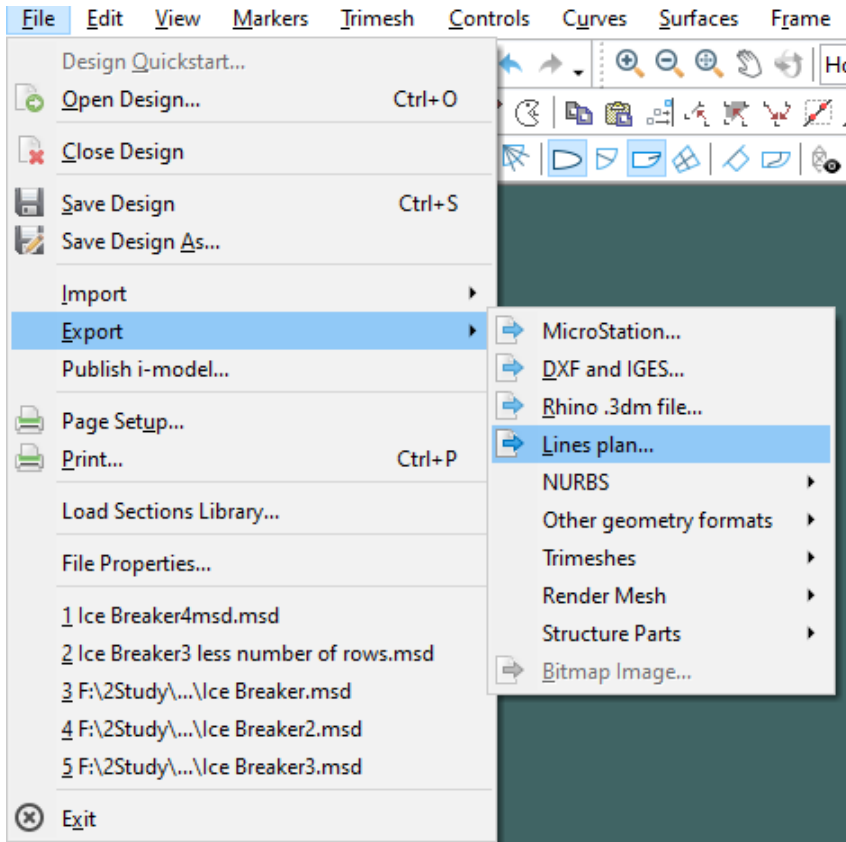 File Edit View Markers Trimesh Controls Curves Surfaces Frame
Design Quickstart...
Open Design... Ctrl+O
Close Design
Save Design Ctrl+S
Save Design As...
Import
Export
Publish i-model...
Page Setup...
Print... Ctrl+P
Load Sections Library...
File Properties...
1 Ice Breaker4msd.msd
2 Ice Breaker3 less number of rows.msd
3 F:\2Study\...\Ice Breaker.msd
4 F:\2Study\...\Ice Breaker2.msd
5 F:\2Study\...\Ice Breaker3.msd
Exit
MicroStation...
DXF and IGES...
Rhino .3dm file...
Lines plan...
NURBS
Other geometry formats
Trimeshes
Render Mesh
Structure Parts
Bitmap Image...